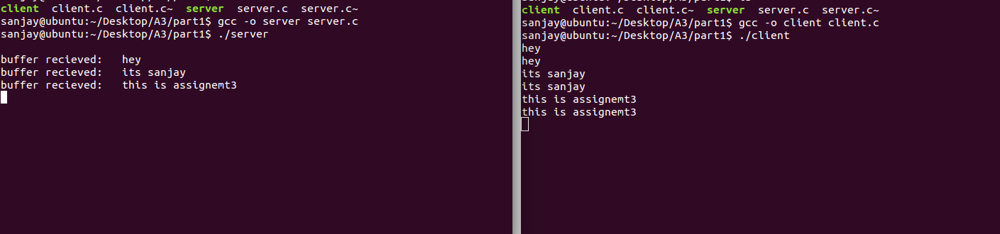 client  client.c  client.c~  server  server.c  server.c~
sanjay@ubuntu:~/Desktop/A3/part1$ gcc -o server server.c
sanjay@ubuntu:~/Desktop/A3/part1$ ./server
buffer recieved:   hey
buffer recieved:   its sanjay
buffer recieved:   this is assignemt3
client  client.c  client.c~  server  server.c  server.c~
sanjay@ubuntu:~/Desktop/A3/part1$ gcc -o client client.c
sanjay@ubuntu:~/Desktop/A3/part1$ ./client
hey
hey
its sanjay
its sanjay
this is assignemt3
this is assignemt3